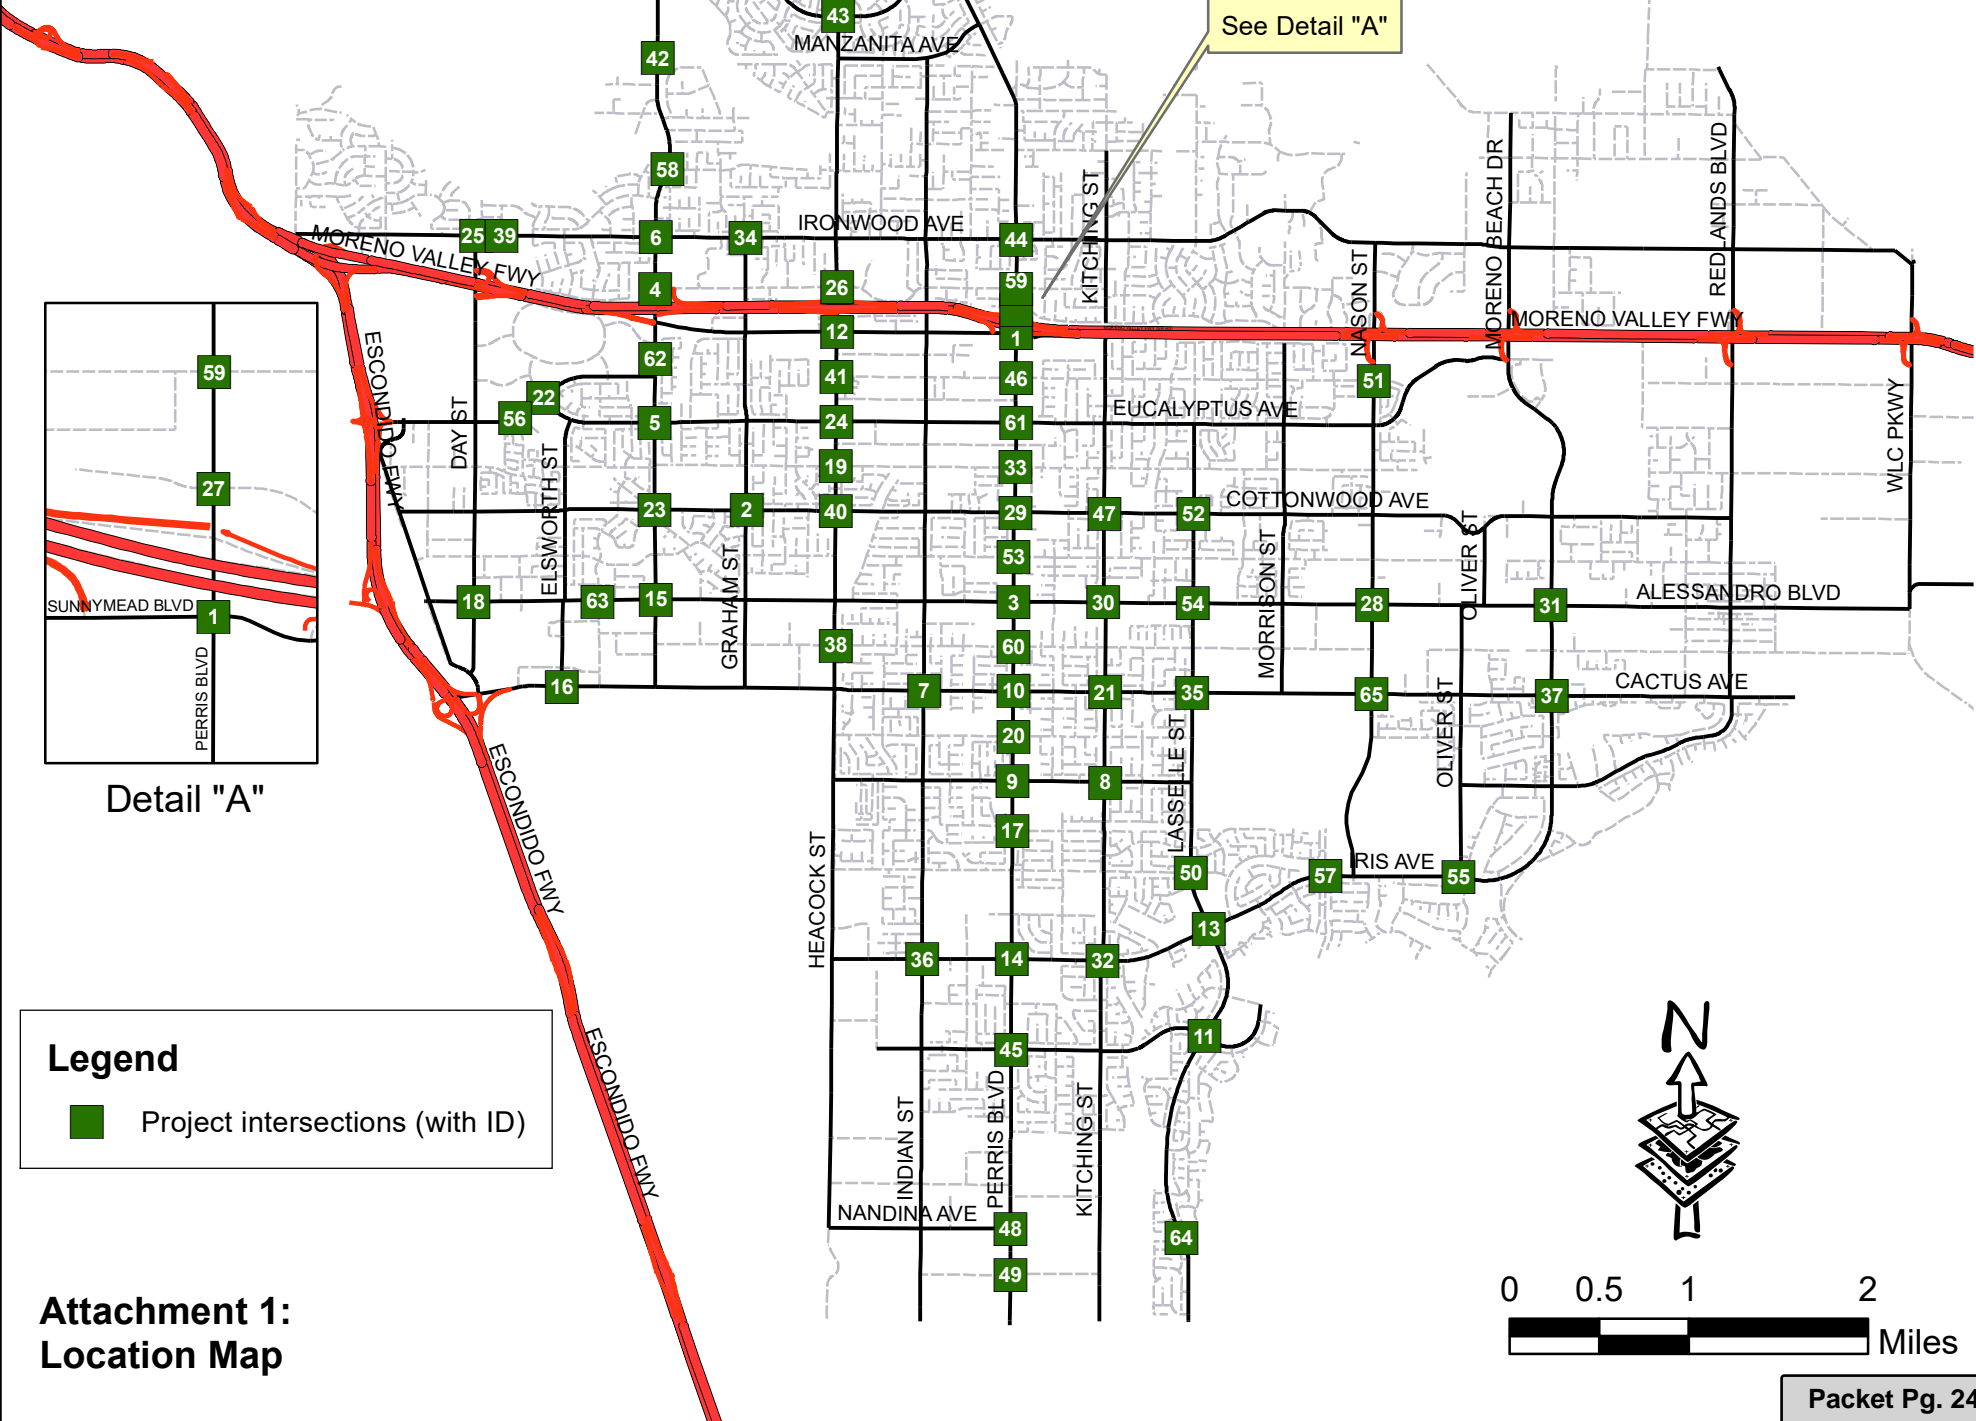 43
See Detail "A"
MANZANITA AVE
42
58
KITCHING ST
MORENO BEACH DR
REDLANDS BLVD
25
39
6
34
IRONWOOD AVE
44
MORENO VALLEY FWY
4
26
59
NASON ST
12
1
MORENO VALLEY FWY
62
41
46
51
ESCONDIDO FWY
DAY ST
22
56
5
24
61
EUCALYPTUS AVE
WLC PKWY
19
33
ELSWORTH ST
23
2
40
29
47
52
COTTONWOOD AVE
53
GRAHAM ST
MORRISON ST
OLIVER ST
18
63
15
3
30
54
28
31
ALESSANDRO BLVD
38
60
16
7
10
21
35
65
37
CACTUS AVE
20
LASSELLE ST
OLIVER ST
9
8
17
HEACOCK ST
50
57
IRIS AVE
55
13
36
14
32
11
45
INDIAN ST
PERRIS BLVD
KITCHING ST
NANDINA AVE
48
64
49
ESCONDIDO FWY
ESCONDIDO FWY
59
27
SUNNYMEAD BLVD
1
PERRIS BLVD
Detail "A"
Legend
Project intersections (with ID)
Attachment 1:
Location Map
N
0 0.5 1 2
Miles
Packet Pg. 24